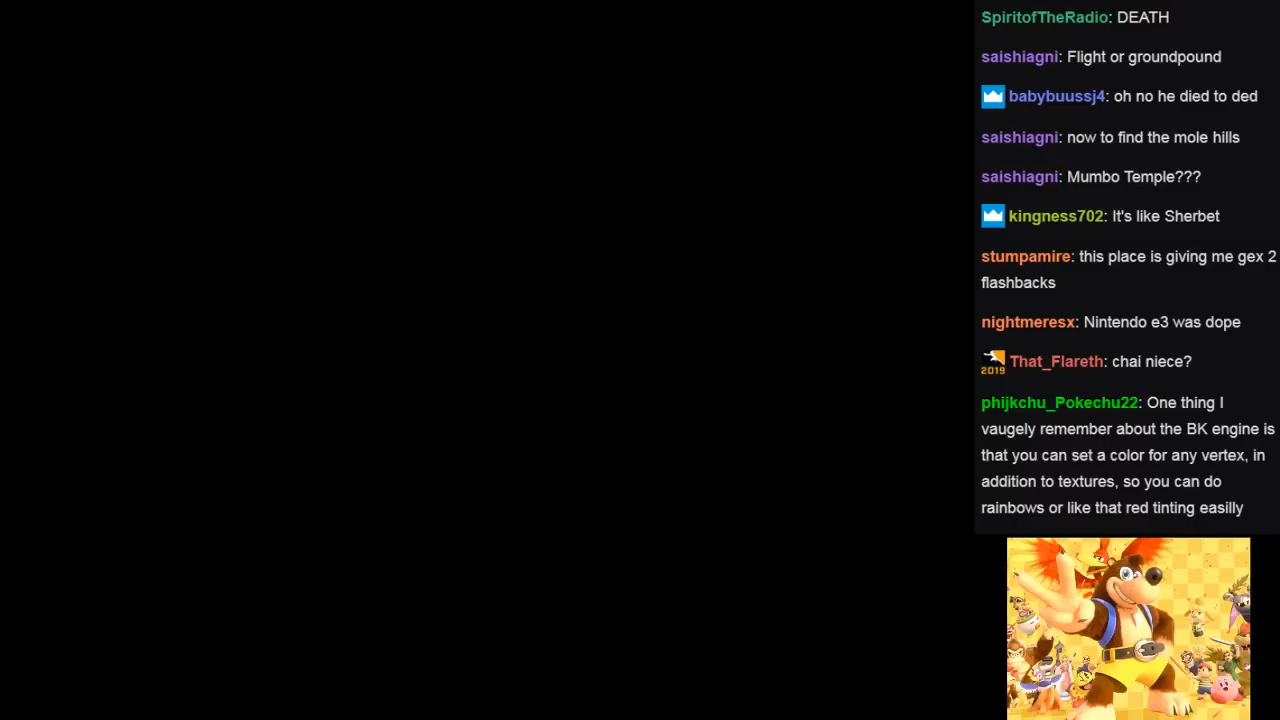 SpiritofTheRadio: DEATH
saishiagni: Flight or groundpound
babybuussj4: oh no he died to ded
saishiagni: now to find the mole hills
saishiagni: Mumbo Temple???
kingness702: It's like Sherbet
stumpamire: this place is giving me gex 2
flashbacks
nightmeresx: Nintendo e3 was dope
2019 That_Flareth: chai niece?
phijkchu_Pokechu22: One thing I
vaugely remember about the BK engine is
that you can set a color for any vertex, in
addition to textures, so you can do
rainbows or like that red tinting easilly